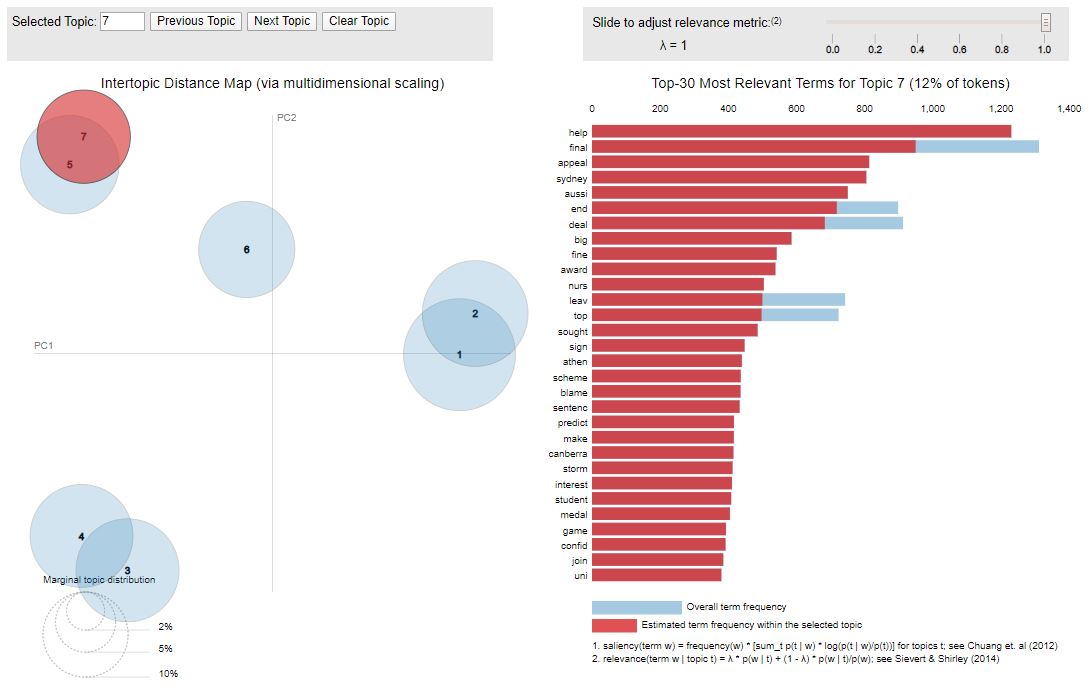 Selected Topic: 7 Previous Topic Next Topic Clear Topic
Slide to adjust relevance metric:(2)
λ = 1
0.0 0.2 0.4 0.6 0.8 1.0
Intertopic Distance Map (via multidimensional scaling)
PC2
PC1
7
5
6
2
1
4
3
Marginal topic distribution
2%
5%
10%
Top-30 Most Relevant Terms for Topic 7 (12% of tokens)
0 200 400 600 800 1,000 1,200 1,400
help
final
appeal
sydney
aussi
end
deal
big
fine
award
nurs
leav
top
sought
sign
athen
scheme
blame
sentenc
predict
make
canberra
storm
interest
student
medal
game
confid
join
uni
Overall term frequency
Estimated term frequency within the selected topic
1. saliency(term w) = frequency(w) * [sum_t p(t | w) * log(p(t | w)/p(t))] for topics t; see Chuang et. al (2012)
2. relevance(term w | topic t) = λ * p(w | t) + (1 - λ) * p(w | t)/p(w); see Sievert & Shirley (2014)